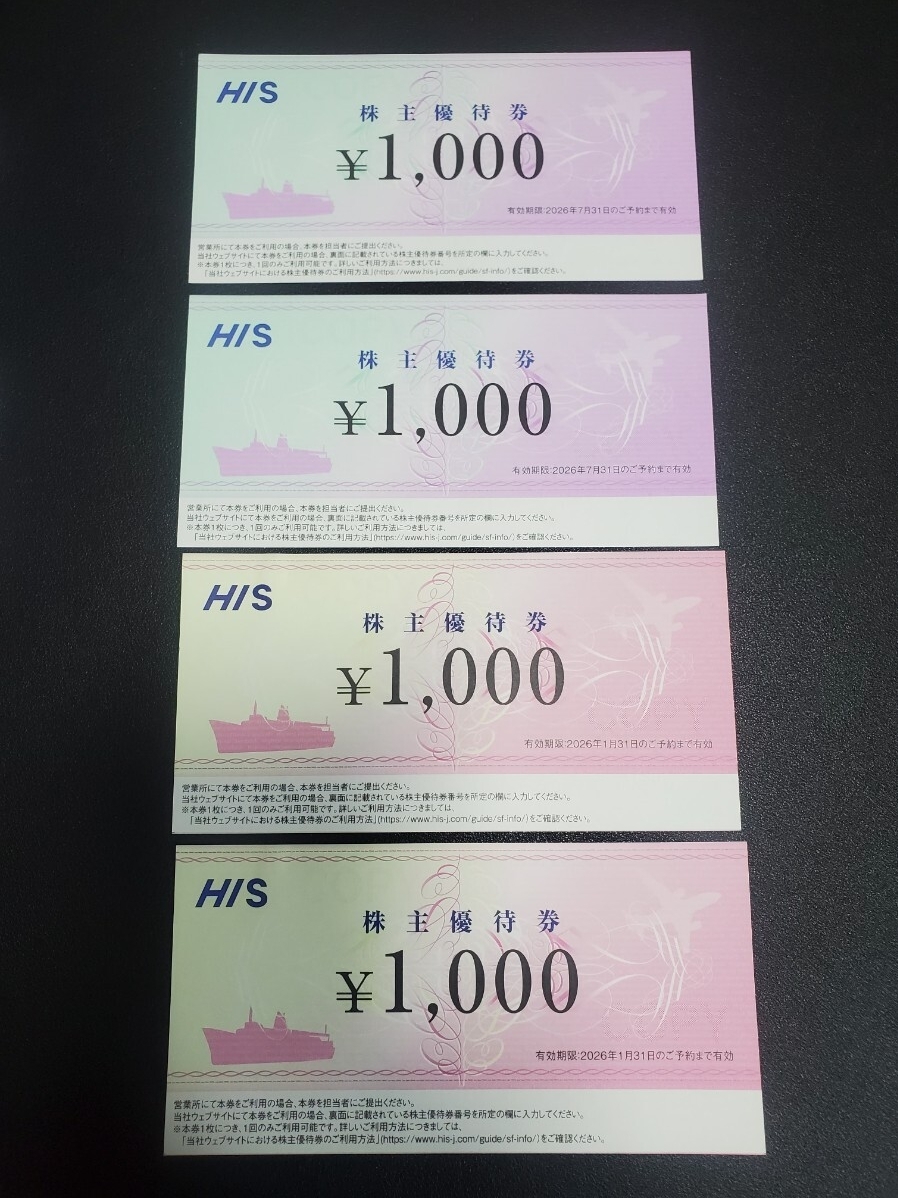 HIS
株主優待券
¥1,000
有効期限:2026年7月31日のご予約まで有効
営業所にて本券をご利用の場合、本券を担当者にご提出ください。
当社ウェブサイトにて本券をご利用の場合、裏面に記載されている株主優待券番号を所定の欄に入力してください。
※本券1枚につき、1回のみご利用可能です。詳しいご利用方法につきましては、
「当社ウェブサイトにおける株主優待券のご利用方法」(https://www.his-j.com/guide/sf-info/)をご確認ください。
HIS
株主優待券
¥1,000
有効期限:2026年7月31日のご予約まで有効
営業所にて本券をご利用の場合、本券を担当者にご提出ください。
当社ウェブサイトにて本券をご利用の場合、裏面に記載されている株主優待券番号を所定の欄に入力してください。
※本券1枚につき、1回のみご利用可能です。詳しいご利用方法につきましては、
「当社ウェブサイトにおける株主優待券のご利用方法」(https://www.his-j.com/guide/sf-info/)をご確認ください。
HIS
株主優待券
¥1,000
有効期限:2026年1月31日のご予約まで有効
営業所にて本券をご利用の場合、本券を担当者にご提出ください。
当社ウェブサイトにて本券をご利用の場合、裏面に記載されている株主優待券番号を所定の欄に入力してください。
※本券1枚につき、1回のみご利用可能です。詳しいご利用方法につきましては、
「当社ウェブサイトにおける株主優待券のご利用方法」(https://www.his-j.com/guide/sf-info/)をご確認ください。
HIS
株主優待券
¥1,000
有効期限:2026年1月31日のご予約まで有効
営業所にて本券をご利用の場合、本券を担当者にご提出ください。
当社ウェブサイトにて本券をご利用の場合、裏面に記載されている株主優待券番号を所定の欄に入力してください。
※本券1枚につき、1回のみご利用可能です。詳しいご利用方法につきましては、
「当社ウェブサイトにおける株主優待券のご利用方法」(https://www.his-j.com/guide/sf-info/)をご確認ください。